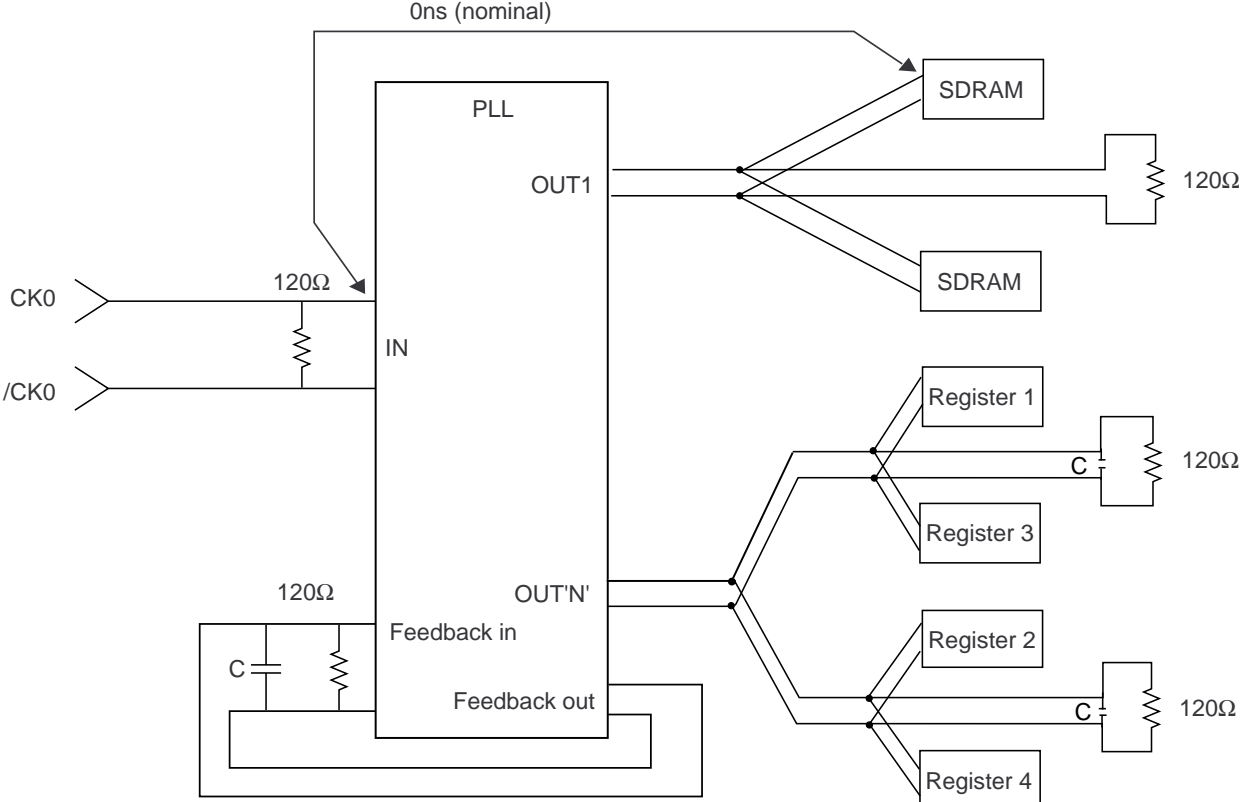 0ns (nominal)
SDRAM
PLL
OUT1
120Ω
120Ω
SDRAM
CK0
IN
/CK0
Register 1
C
120Ω
Register 3
120Ω
OUT'N'
Feedback in
Register 2
C
Feedback out
C
120Ω
Register 4